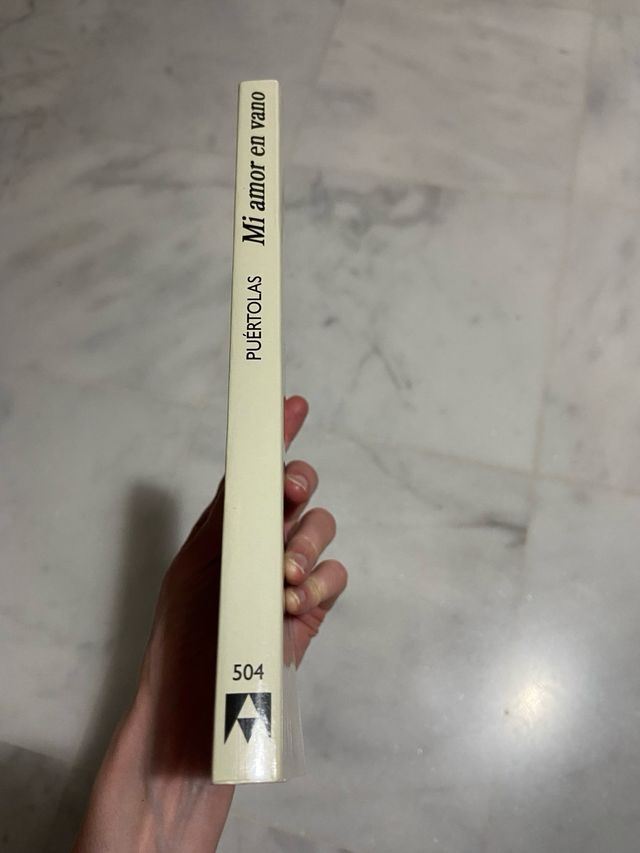 Mi amor en vano
PUÉRTOLAS
504